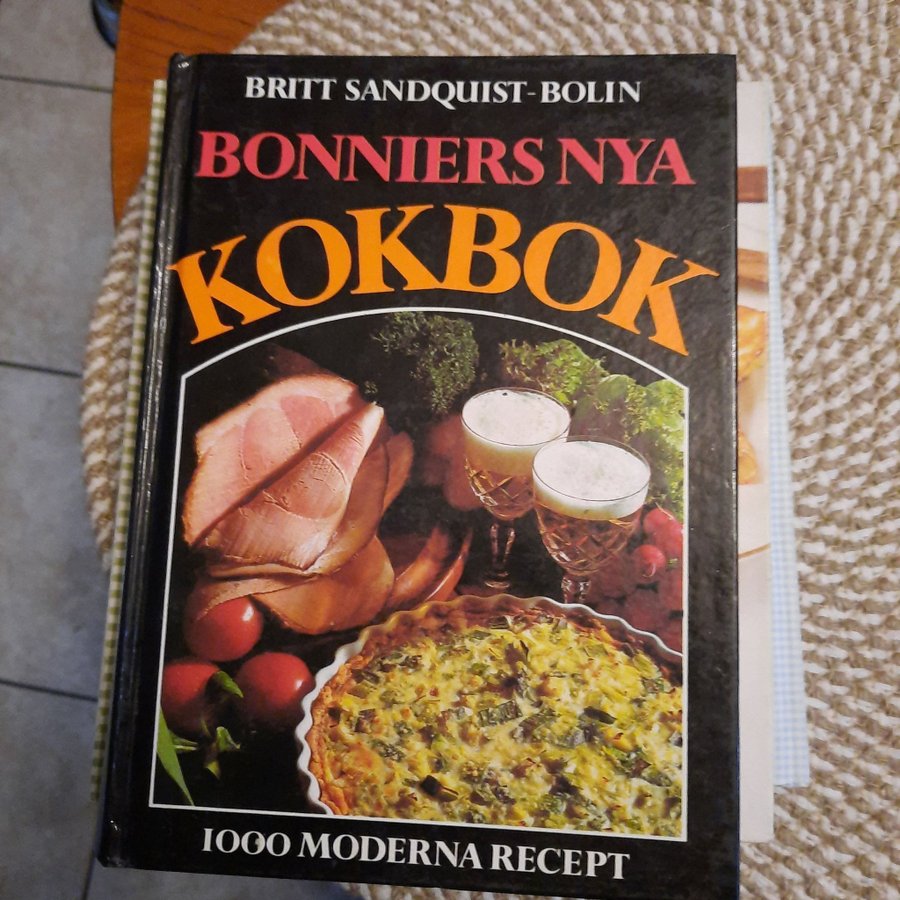 BRITT SANDQUIST-BOLIN
BONNIERS NYA
KOKBOK
1000 MODERNA RECEPT